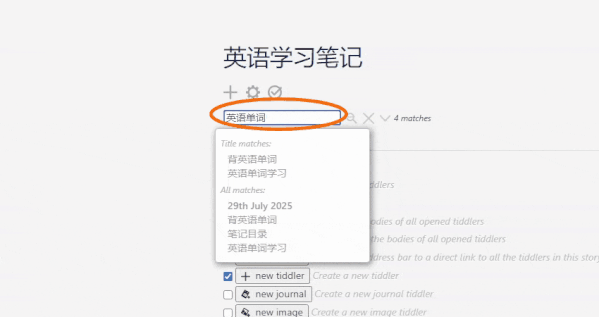 英语学习笔记
英语单词
4 matches
Title matches:
背英语单词
英语单词学习
All matches:
29th July 2025
背英语单词
笔记目录
英语单词学习
dlers
bodies of all opened tiddlers
the bodies of all opened tiddlers
dress bar to a direct link to all the tiddlers in this story
new tiddler Create a new tiddler
new journal Create a new journal tiddler
new image Create a new image tiddler